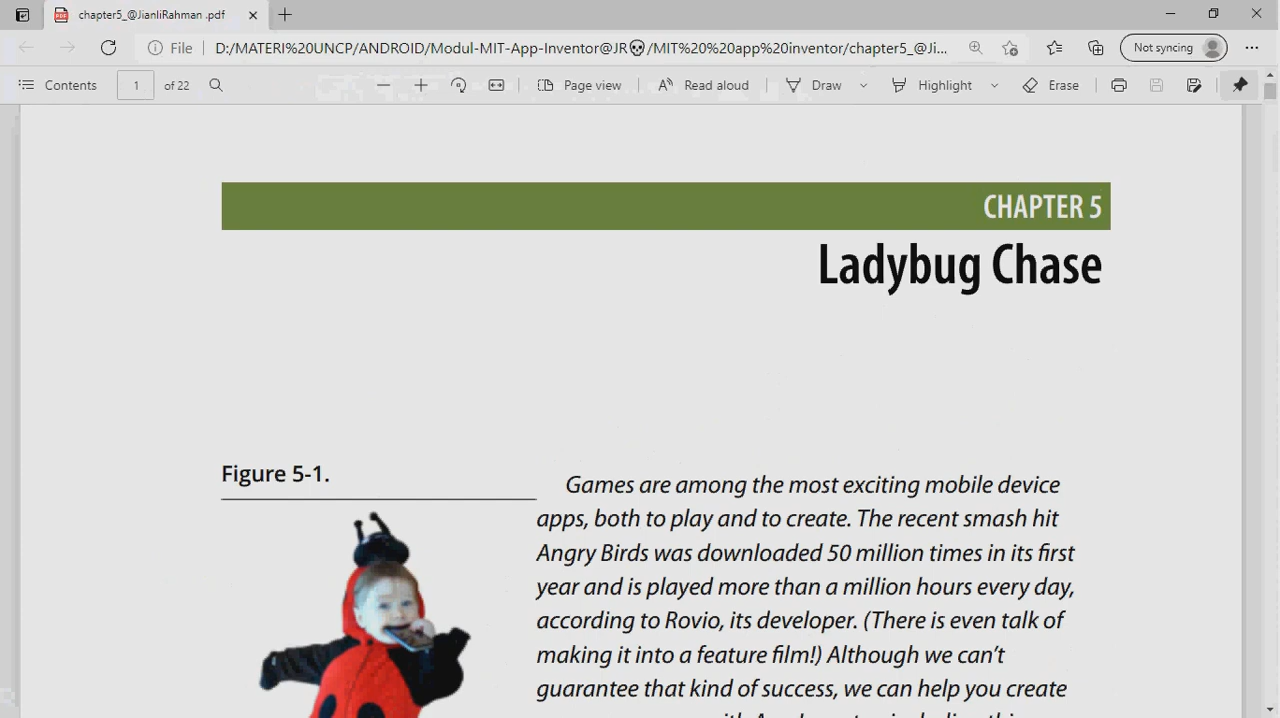 chapter5_@JianliRahman .pdf
File
D:/MATERI%20UNCP/ANDROID/Modul-MIT-App-Inventor@JR💀/MIT%20%20app%20inventor/chapter5_@Ji...
Not syncing
Contents
1 of 22
Page view
Read aloud
Draw
Highlight
Erase
CHAPTER 5
Ladybug Chase
Figure 5-1.
Games are among the most exciting mobile device
apps, both to play and to create. The recent smash hit
Angry Birds was downloaded 50 million times in its first
year and is played more than a million hours every day,
according to Rovio, its developer. (There is even talk of
making it into a feature film!) Although we can't
guarantee that kind of success, we can help you create